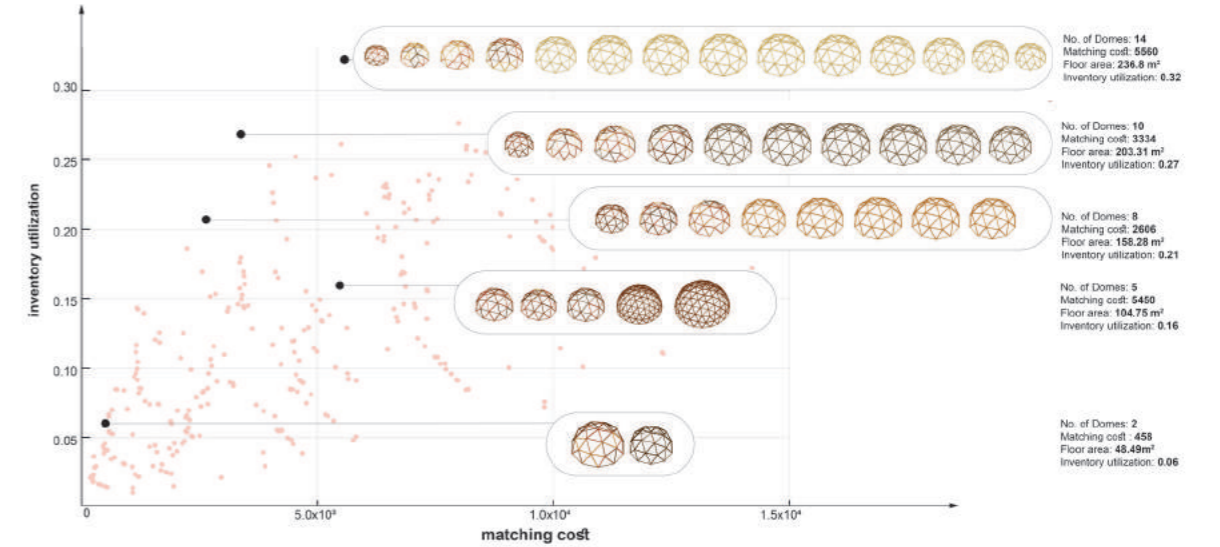 No. of Domes: 14
Matching cost: 5560
Floor area: 236.8 m²
Inventory utilization: 0.32
0.30
No. of Domes: 10
Matching cost: 3334
Floor area: 203.31 m²
Inventory utilization: 0.27
0.25
No. of Domes: 8
Matching cost: 2606
Floor area: 158.28 m²
Inventory utilization: 0.21
0.20
inventory utilization
No. of Domes: 5
Matching cost: 5450
Floor area: 104.75 m²
Inventory utilization: 0.16
0.15
0.10
No. of Domes: 2
Matching cost : 458
Floor area: 48.49m²
Inventory utilization: 0.06
0.05
0
5.0x10³
1.0x10⁴
1.5x10⁴
matching cost